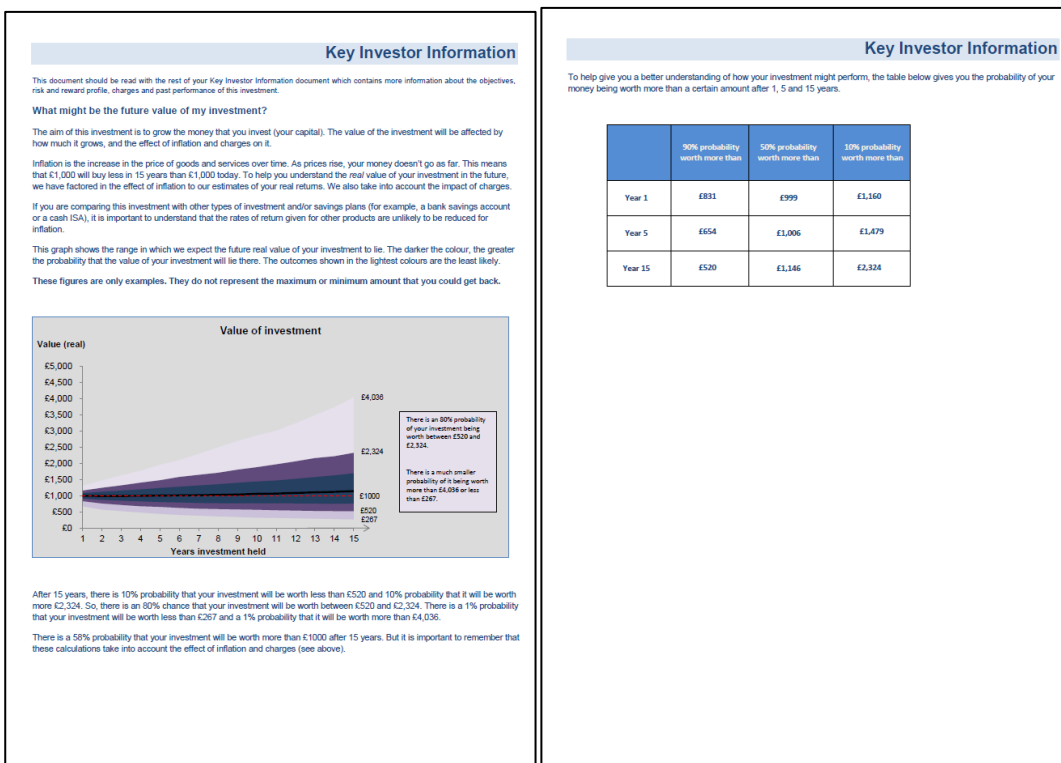 Key Investor Information
This document should be read with the rest of your Key Investor Information document which contains more information about the objectives,
risk and reward profile, charges and past performance of this investment.
What might be the future value of my investment?
The aim of this investment is to grow the money that you invest (your capital). The value of the investment will be affected by
how much it grows, and the effect of inflation and charges on it.
Inflation is the increase in the price of goods and services over time. As prices rise, your money doesn't go as far. This means
that £1,000 will buy less in 15 years than £1,000 today. To help you understand the real value of your investment in the future,
we have factored in the effect of inflation to our estimates of your real returns. We also take into account the impact of charges.
If you are comparing this investment with other types of investment and/or savings plans (for example, a bank savings account
or a cash ISA), it is important to understand that the rates of return given for other products are unlikely to be reduced for
inflation.
This graph shows the range in which we expect the future real value of your investment to lie. The darker the colour, the greater
the probability that the value of your investment will lie there. The outcomes shown in the lightest colours are the least likely.
These figures are only examples. They do not represent the maximum or minimum amount that you could get back.
Value of investment
Value (real)
£5,000
£4,500
£4,000
£3,500
£3,000
£2,500
£2,000
£1,500
£1,000
£500
£0
1 2 3 4 5 6 7 8 9 10 11 12 13 14 15
Years investment held
£4,036
£2,324
£1000
£520
£267
There is an 80% probability
of your investment being
worth between £520 and
£2,324.
There is a much smaller
probability of it being worth
more than £4,036 or less
than £267.
After 15 years, there is 10% probability that your investment will be worth less than £520 and 10% probability that it will be worth
more £2,324. So, there is an 80% chance that your investment will be worth between £520 and £2,324. There is a 1% probability
that your investment will be worth less than £267 and a 1% probability that it will be worth more than £4,036.
There is a 58% probability that your investment will be worth more than £1000 after 15 years. But it is important to remember that
these calculations take into account the effect of inflation and charges (see above).
Key Investor Information
To help give you a better understanding of how your investment might perform, the table below gives you the probability of your
money being worth more than a certain amount after 1, 5 and 15 years.
90% probability 50% probability 10% probability
worth more than worth more than worth more than
Year 1 £831 £999 £1,160
Year 5 £654 £1,006 £1,479
Year 15 £520 £1,146 £2,324